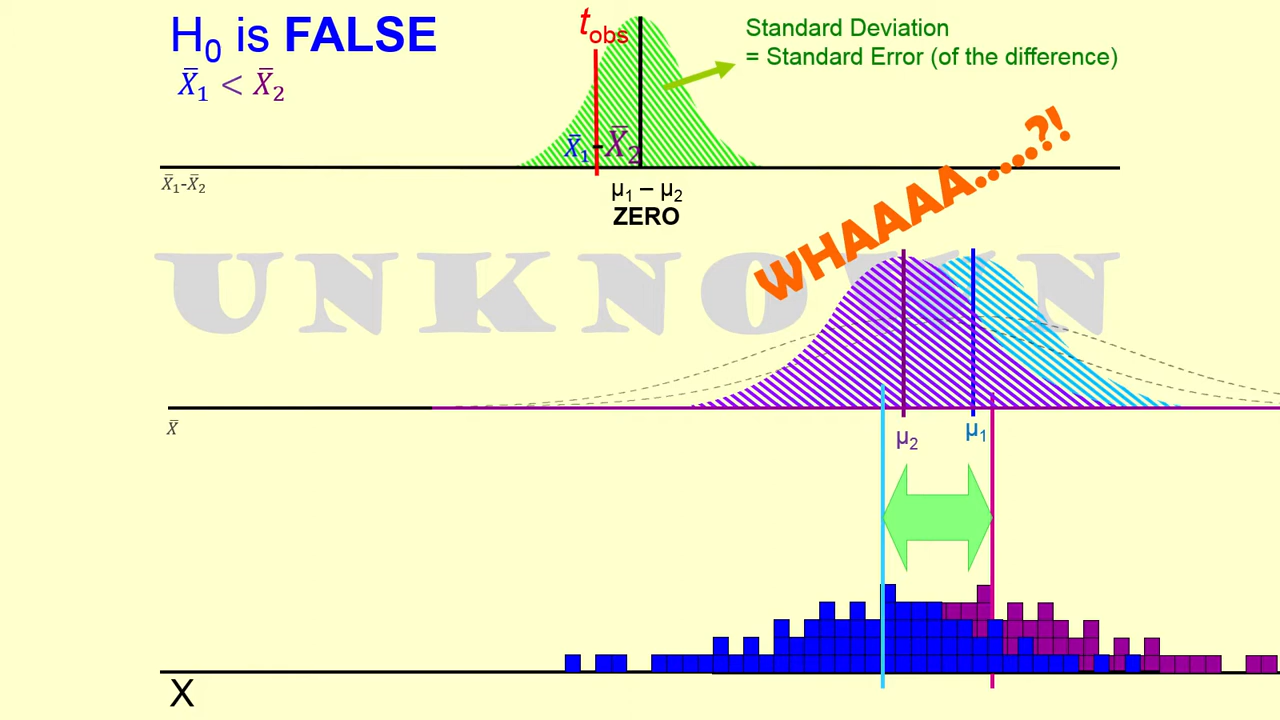 H₀ is FALSE
X̄₁ < X̄₂
t obs
Standard Deviation
= Standard Error (of the difference)
X̄₁ - X̄₂
X̄₁-X̄₂
μ₁ – μ₂
ZERO
WHAAAA.....?!
UNKNOWN
X̄
μ₂
μ₁
X